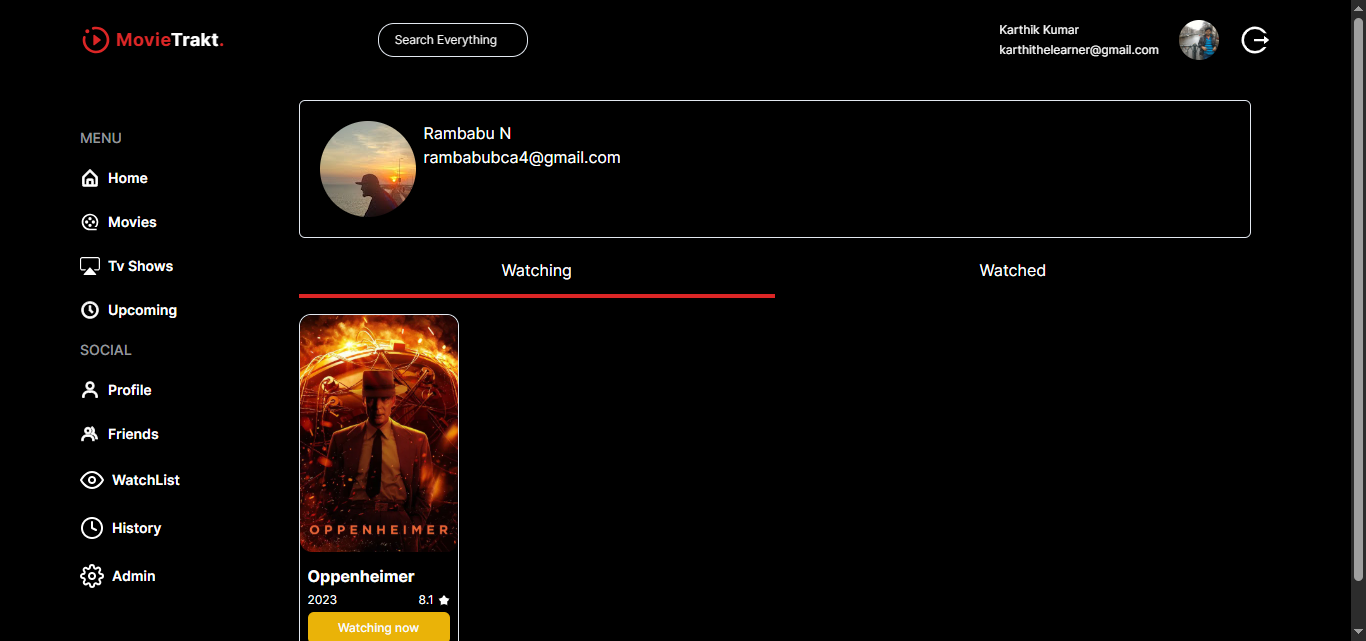 MovieTrakt.
Search Everything
Karthik Kumar
karthithelearner@gmail.com
MENU
Home
Movies
Tv Shows
Upcoming
SOCIAL
Profile
Friends
WatchList
History
Admin
Rambabu N
rambabubca4@gmail.com
Watching
Watched
OPPENHEIMER
Oppenheimer
2023 8.1
Watching now